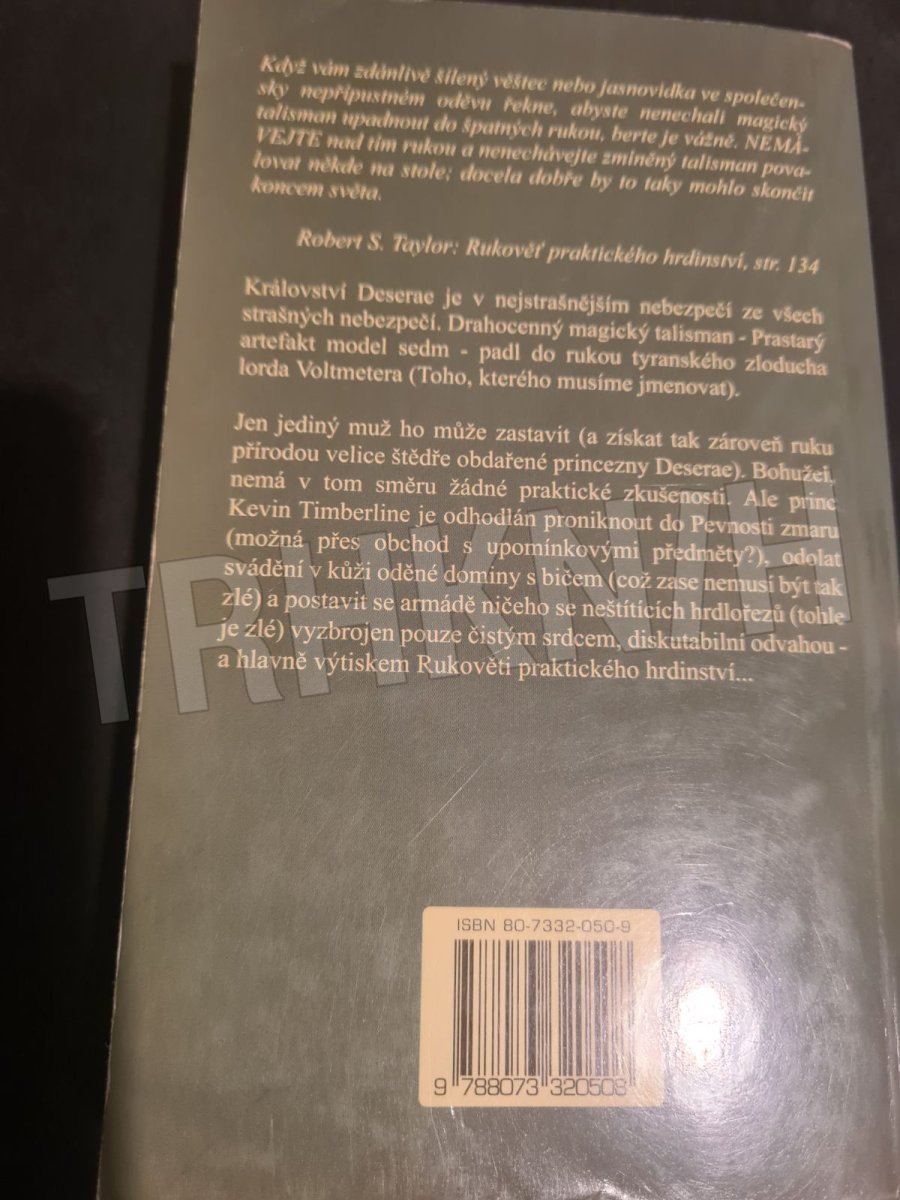 Když vám zdánlivě šílený věštec nebo jasnovidka ve společen-
sky nepřípustném oděvu řekne, abyste nenechali magický
talisman upadnout do špatných rukou, berte je vážně. NEMÁ-
VEJTE nad tím rukou a nenechávejte zmíněný talisman pova-
lovat někde na stole; docela dobře by to taky mohlo skončit
koncem světa.
Robert S. Taylor: Rukověť praktického hrdinství, str. 134
Království Deserae je v nejstrašnějším nebezpečí ze všech
strašných nebezpečí. Drahocenný magický talisman - Prastarý
artefakt model sedm - padl do rukou tyranského zloducha
lorda Voltmetera (Toho, kterého musíme jmenovat).
Jen jediný muž ho může zastavit (a získat tak zároveň ruku
přírodou velice štědře obdařené princezny Deserae). Bohužel,
nemá v tom směru žádné praktické zkušenosti. Ale princ
Kevin Timberline je odhodlán proniknout do Pevnosti zmaru
(možná přes obchod s upomínkovými předměty?), odolat
svádění v kůži oděné dominy s bičem (což zase nemusí být tak
zlé) a postavit se armádě ničeho se neštítících hrdlořezů (tohle
je zlé) vyzbrojen pouze čistým srdcem, diskutabilní odvahou -
a hlavně výtiskem Rukověti praktického hrdinství...
TRHKNIH
ISBN 80-7332-050-9
9 788073 320508